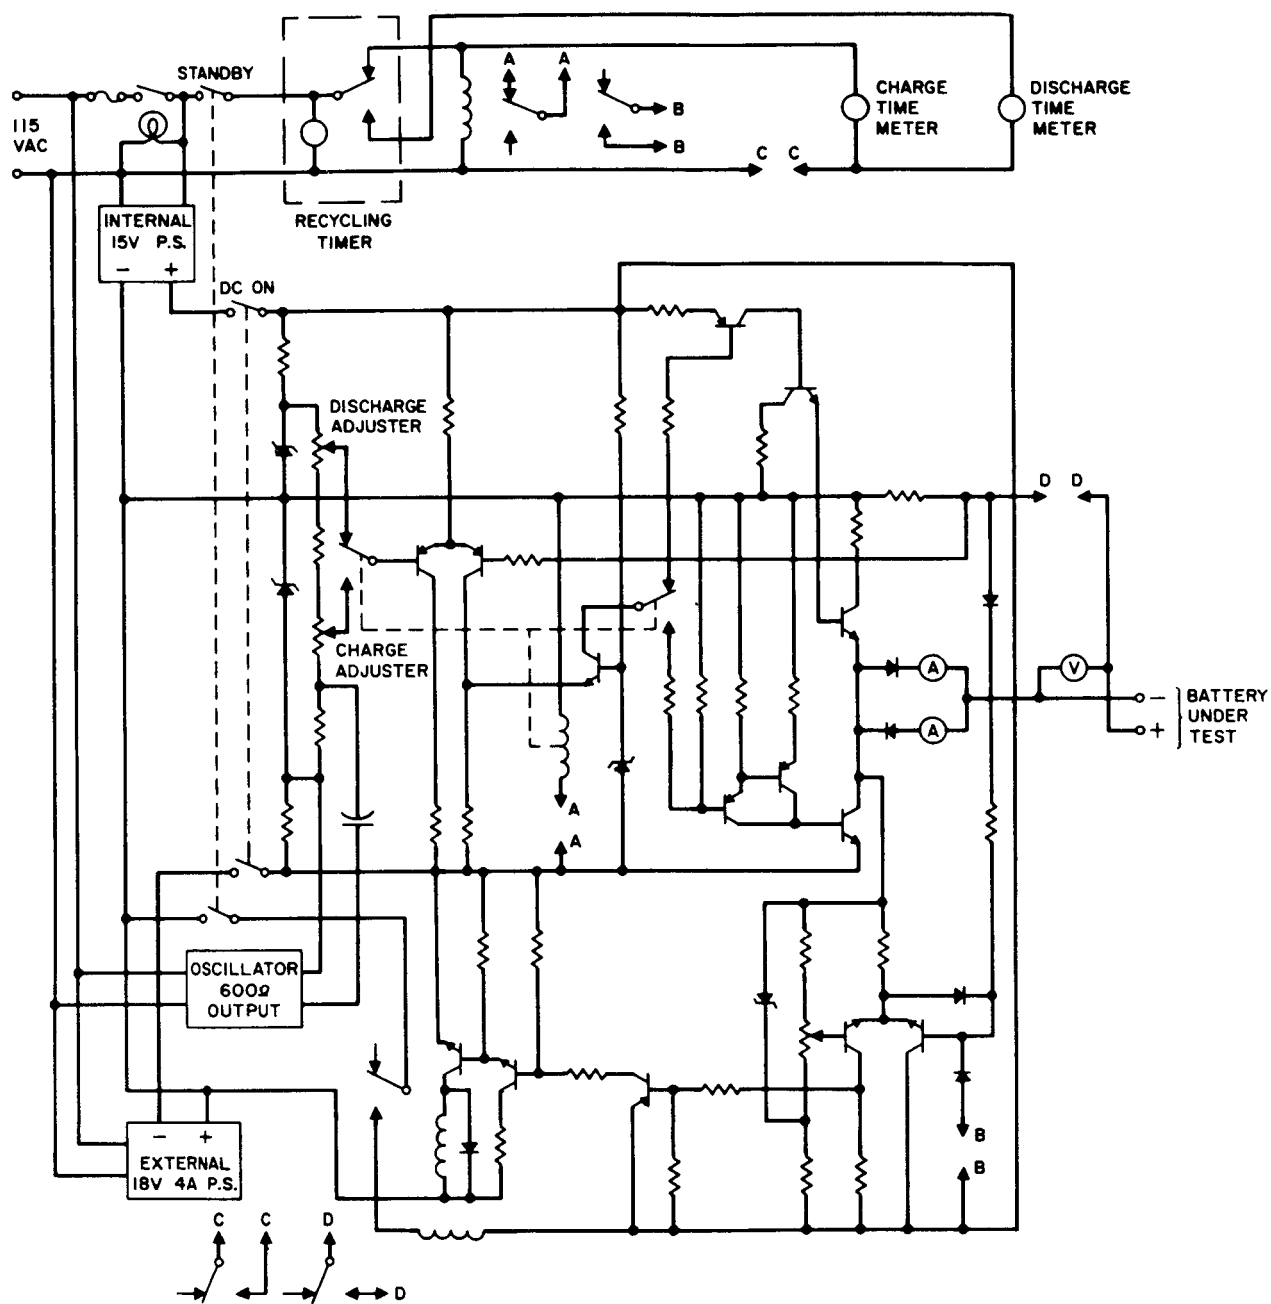 STANDBY
115
VAC
A
A
B
B
C
C
CHARGE
TIME
METER
DISCHARGE
TIME
METER
RECYCLING
TIMER
INTERNAL
15V P.S.
- +
DC ON
DISCHARGE
ADJUSTER
CHARGE
ADJUSTER
D
D
A
V
A
-
+
BATTERY
UNDER
TEST
A
A
OSCILLATOR
600Ω
OUTPUT
- +
EXTERNAL
18V 4A P.S.
B
B
C
C
D
D